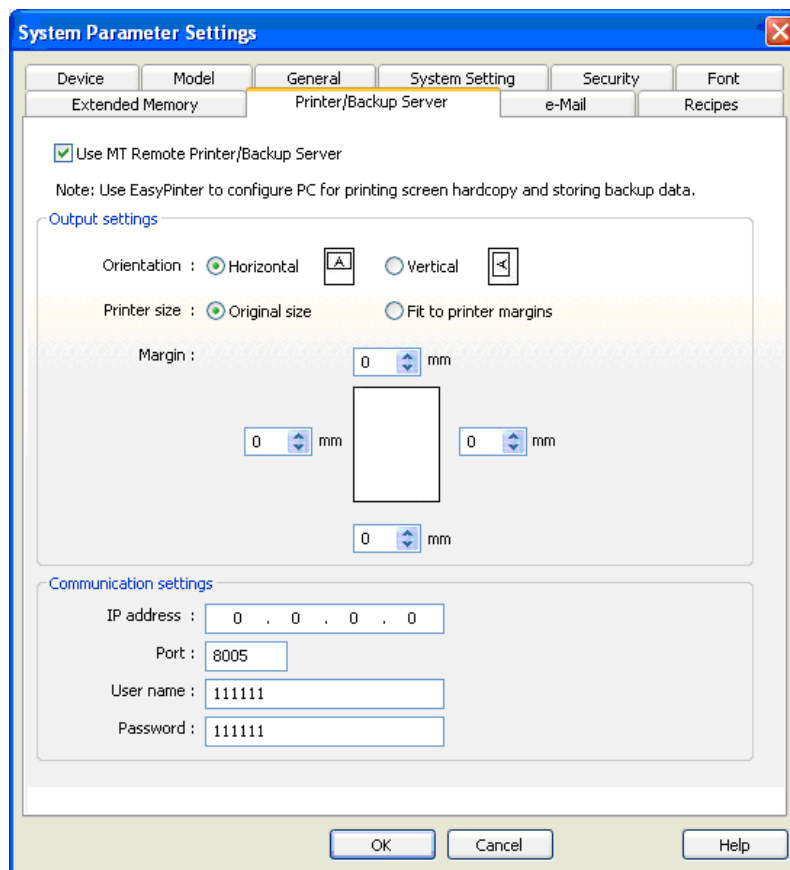 System Parameter Settings
Device Model General System Setting Security Font
Extended Memory Printer/Backup Server e-Mail Recipes
Use MT Remote Printer/Backup Server
Note: Use EasyPinter to configure PC for printing screen hardcopy and storing backup data.
Output settings
Orientation : Horizontal A Vertical A
Printer size : Original size Fit to printer margins
Margin : 0 mm
0 mm 0 mm
0 mm
Communication settings
IP address : 0 . 0 . 0 . 0
Port : 8005
User name : 111111
Password : 111111
OK Cancel Help